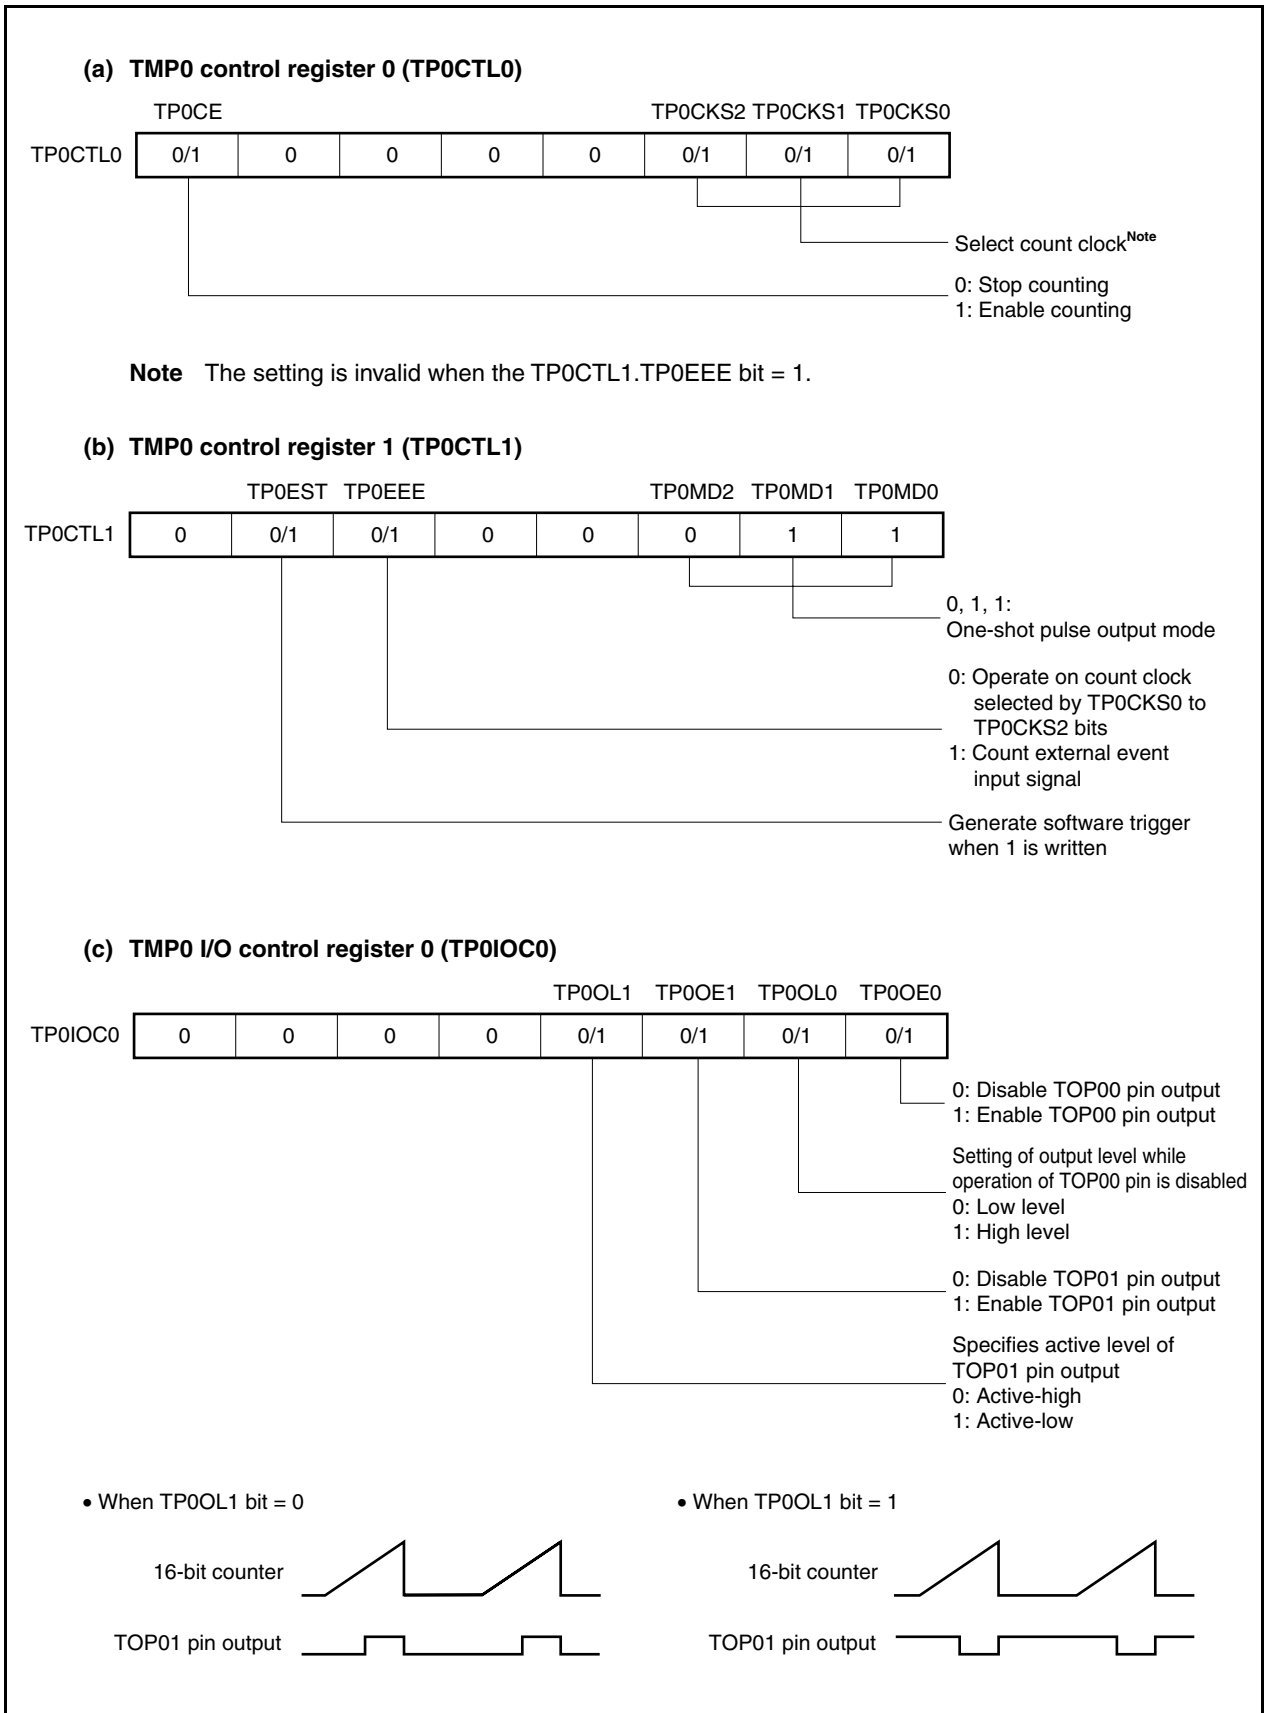 (a) TMP0 control register 0 (TP0CTL0)
TP0CE TP0CKS2 TP0CKS1 TP0CKS0
TP0CTL0 0/1 0 0 0 0 0/1 0/1 0/1
Select count clockNote
0: Stop counting
1: Enable counting
Note The setting is invalid when the TP0CTL1.TP0EEE bit = 1.
(b) TMP0 control register 1 (TP0CTL1)
TP0EST TP0EEE TP0MD2 TP0MD1 TP0MD0
TP0CTL1 0 0/1 0/1 0 0 0 1 1
0, 1, 1:
One-shot pulse output mode
0: Operate on count clock
selected by TP0CKS0 to
TP0CKS2 bits
1: Count external event
input signal
Generate software trigger
when 1 is written
(c) TMP0 I/O control register 0 (TP0IOC0)
TP0OL1 TP0OE1 TP0OL0 TP0OE0
TP0IOC0 0 0 0 0 0/1 0/1 0/1 0/1
0: Disable TOP00 pin output
1: Enable TOP00 pin output
Setting of output level while
operation of TOP00 pin is disabled
0: Low level
1: High level
0: Disable TOP01 pin output
1: Enable TOP01 pin output
Specifies active level of
TOP01 pin output
0: Active-high
1: Active-low
• When TP0OL1 bit = 0
16-bit counter
TOP01 pin output
• When TP0OL1 bit = 1
16-bit counter
TOP01 pin output